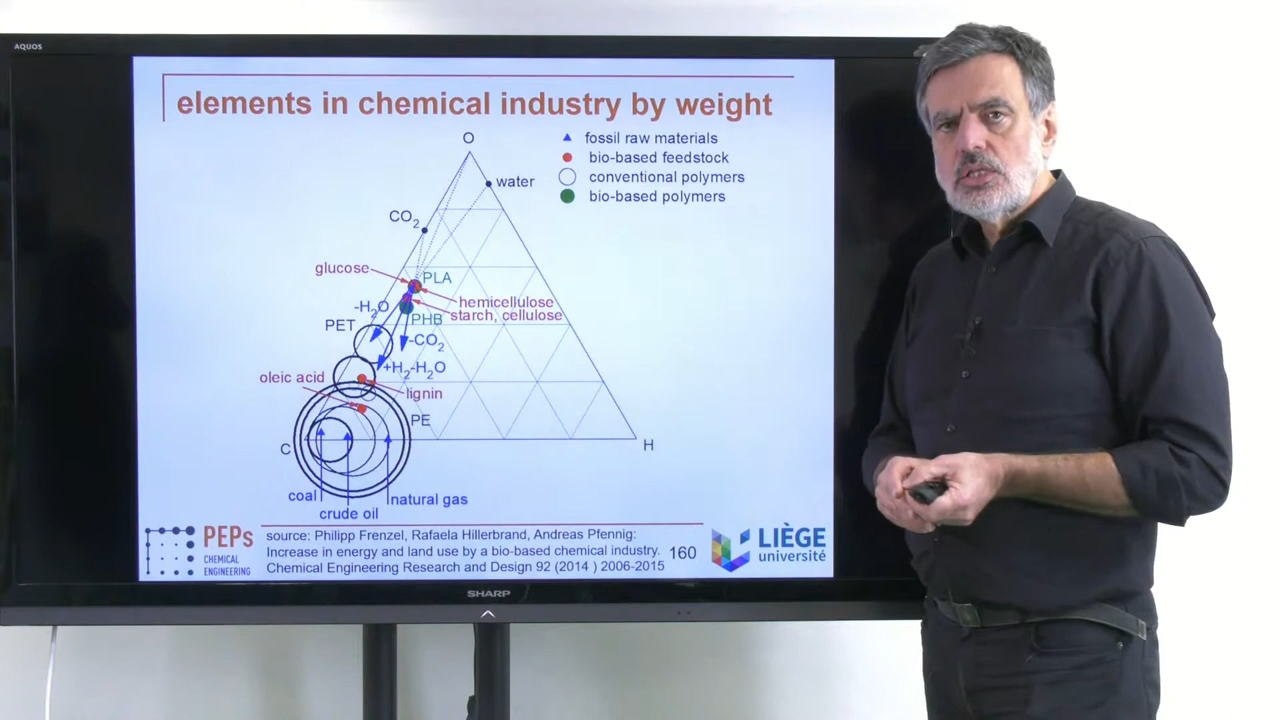 AQUOS
elements in chemical industry by weight
O
fossil raw materials
bio-based feedstock
conventional polymers
bio-based polymers
water
CO2
glucose
PLA
hemicellulose
starch, cellulose
-H2O
PHB
PET
-CO2
+H2-H2O
oleic acid
lignin
PE
C
H
coal
natural gas
crude oil
PEPs
CHEMICAL
ENGINEERING
source: Philipp Frenzel, Rafaela Hillerbrand, Andreas Pfennig:
Increase in energy and land use by a bio-based chemical industry.
Chemical Engineering Research and Design 92 (2014 ) 2006-2015
160
LIÈGE
université
SHARP